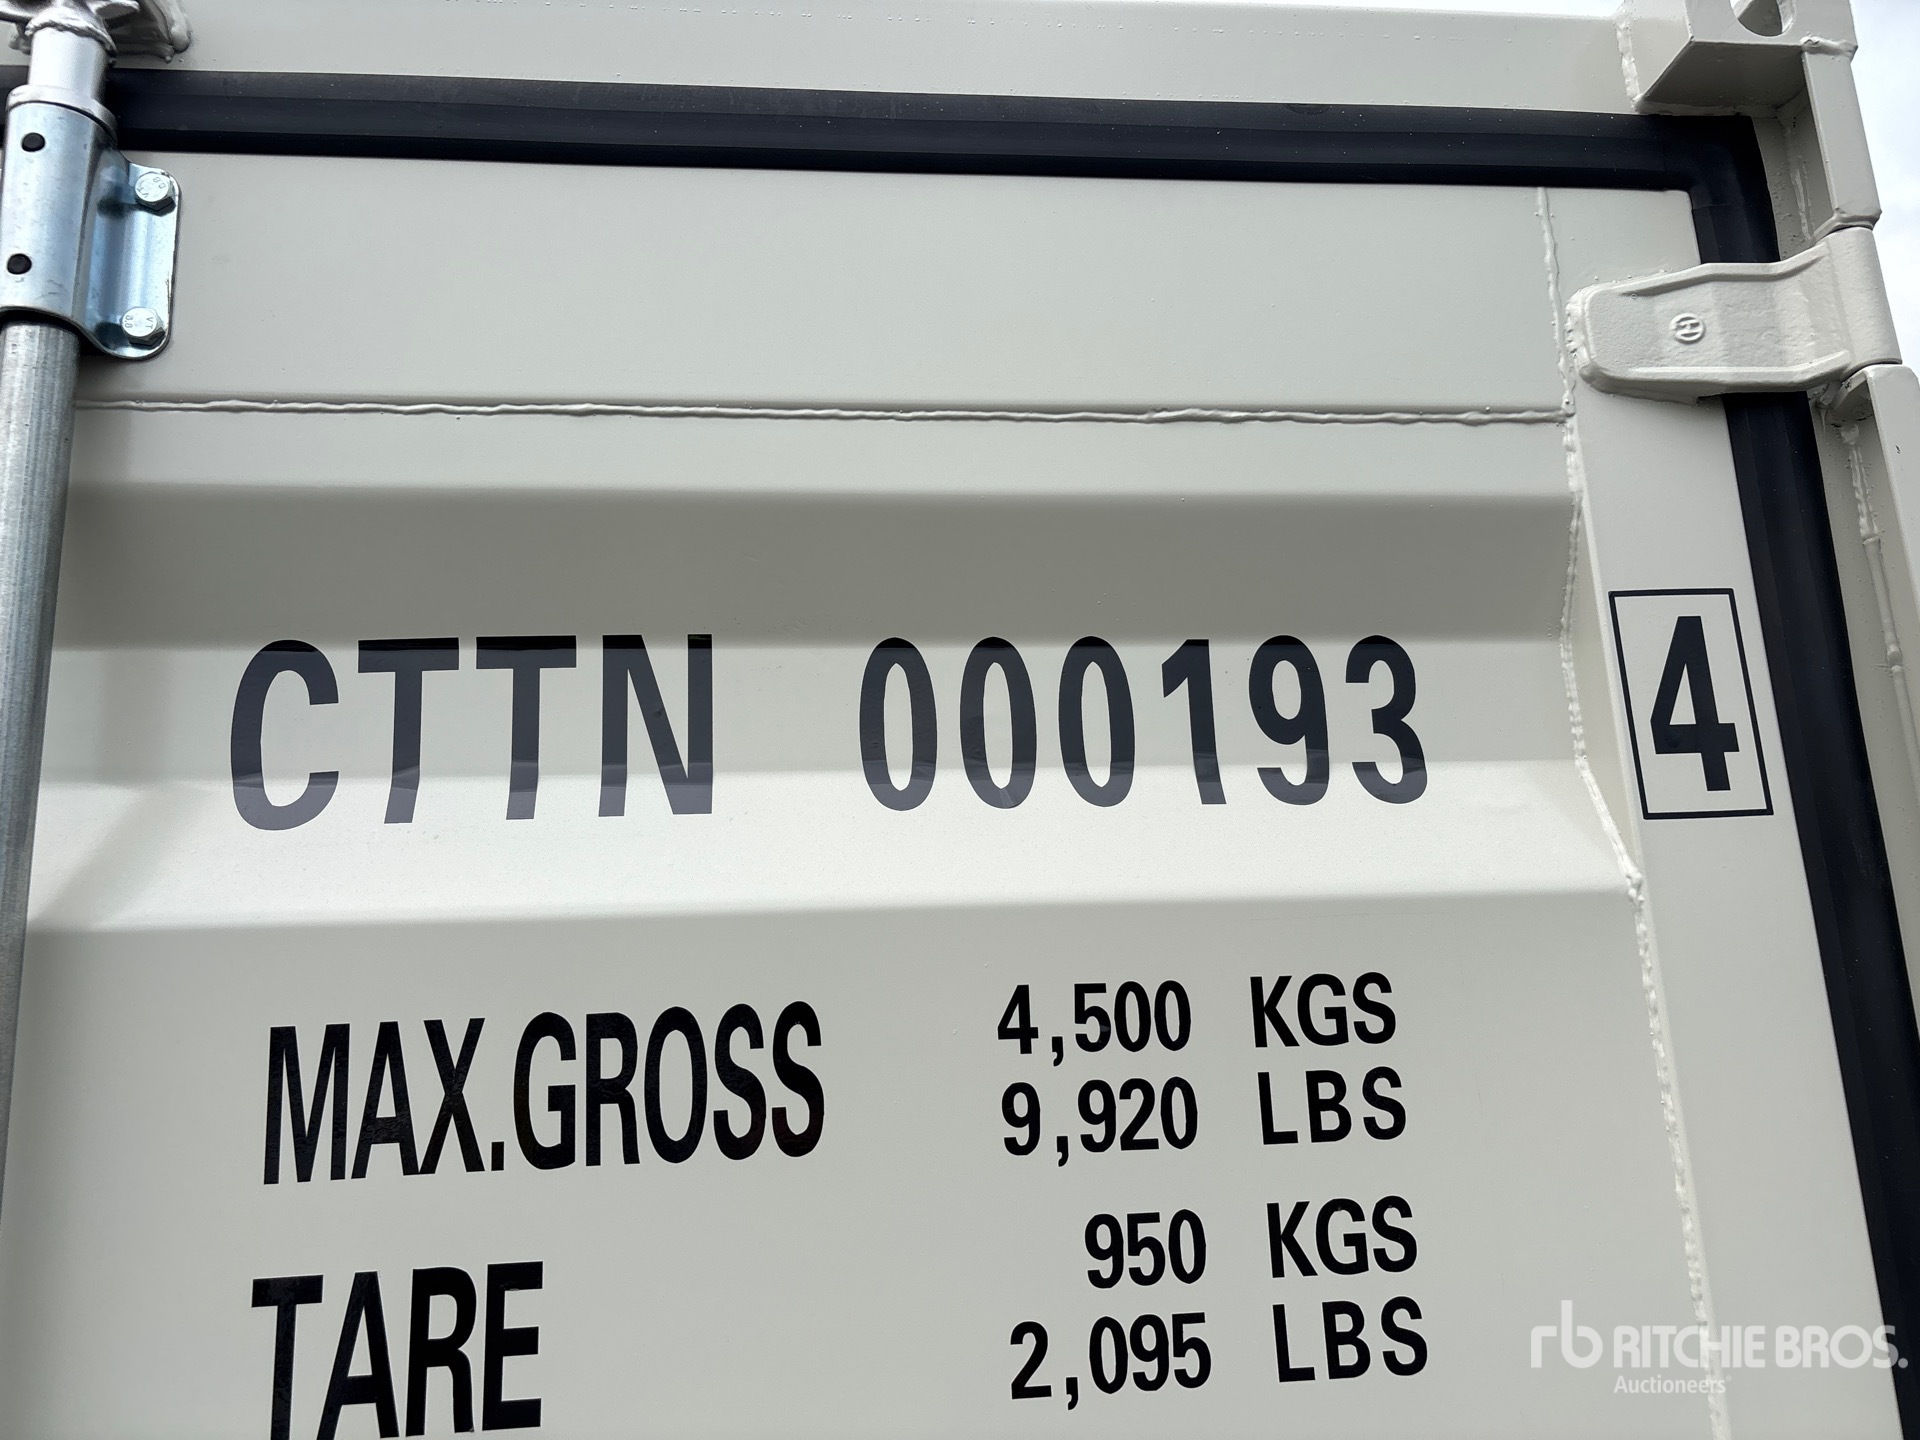 CTTN 000193 4
MAX.GROSS 4,500 KGS
9,920 LBS
TARE 950 KGS
2,095 LBS
rb RITCHIE BROS.
Auctioneers